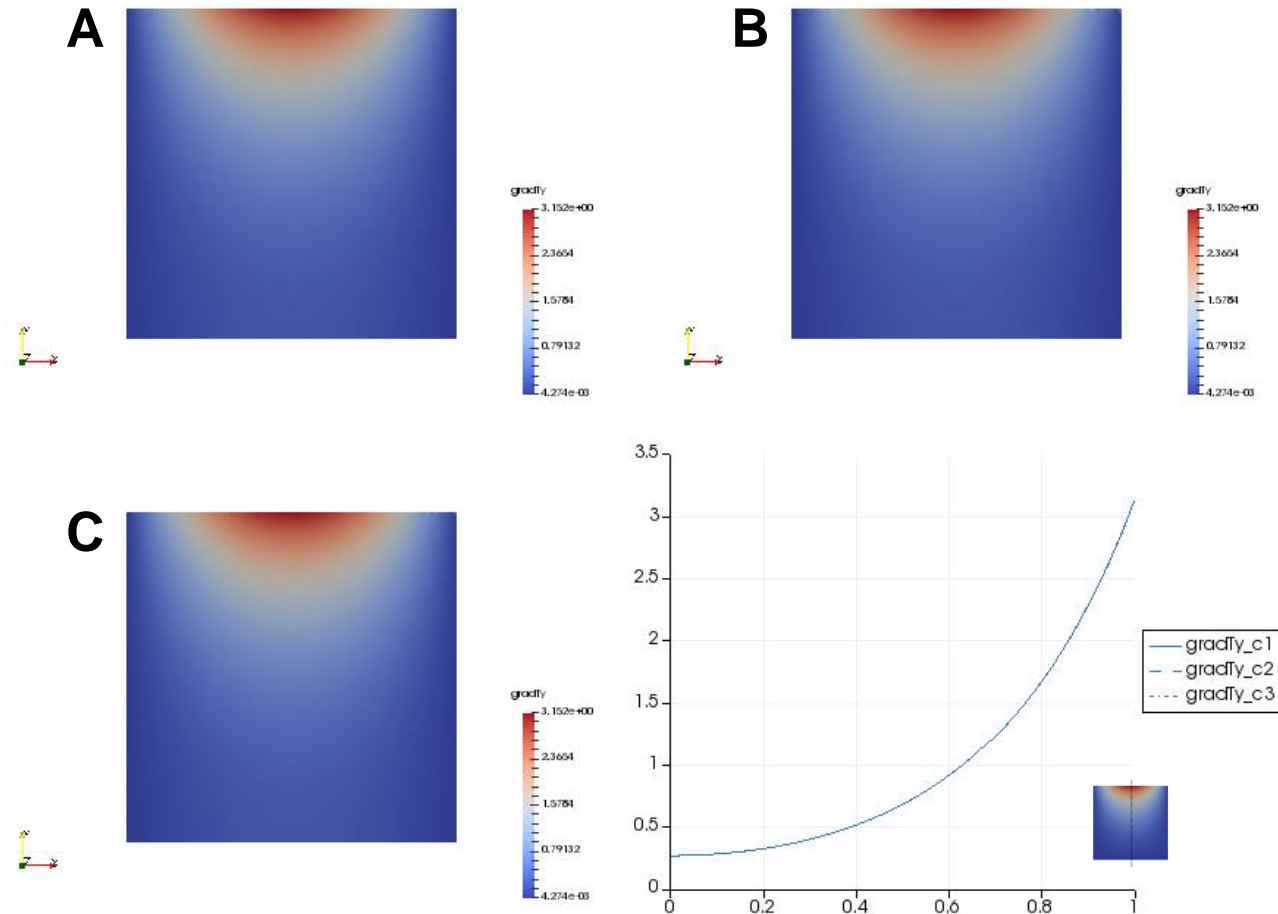 A
gradTy
3.152e+00
2.3664
1.5784
0.79132
4.274e-03
Y
Z
X
B
gradTy
3.152e+00
2.3664
1.5784
0.79132
4.274e-03
Y
Z
X
C
gradTy
3.152e+00
2.3664
1.5784
0.79132
4.274e-03
Y
Z
X
3.5
3
2.5
2
1.5
1
0.5
0
0 0.2 0.4 0.6 0.8 1
gradTy_c1
gradTy_c2
gradTy_c3